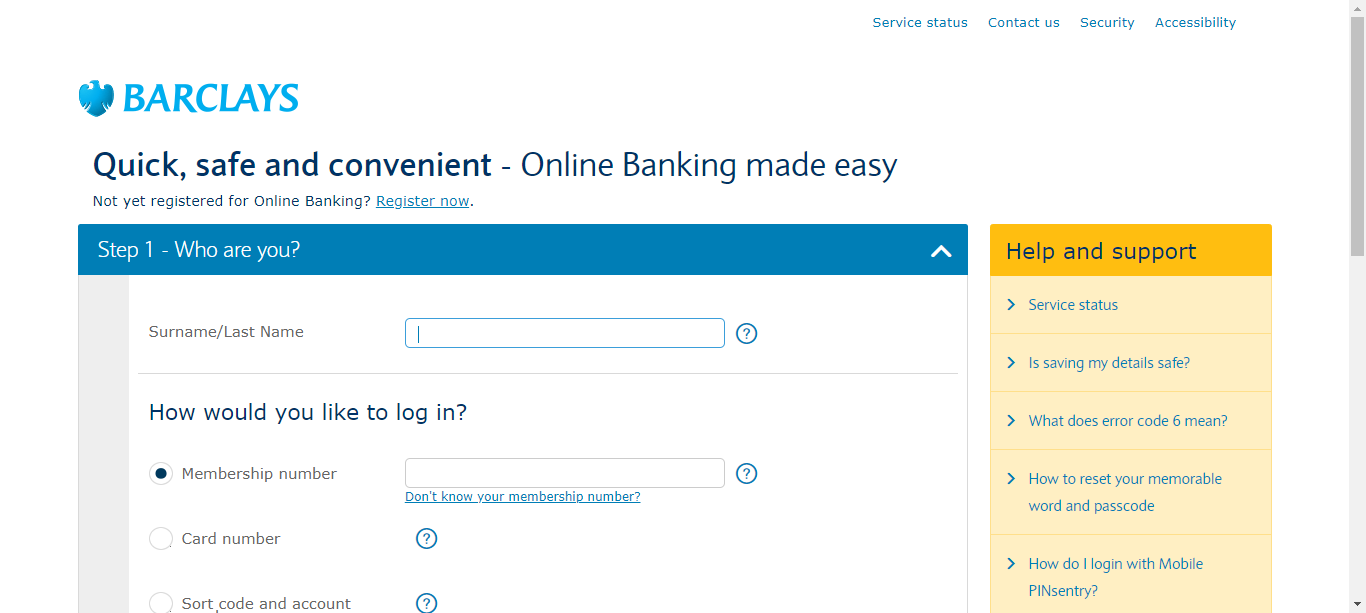 Service status Contact us Security Accessibility
BARCLAYS
Quick, safe and convenient - Online Banking made easy
Not yet registered for Online Banking? Register now.
Step 1 - Who are you?
Surname/Last Name
?
How would you like to log in?
Membership number
?
Don't know your membership number?
Card number
?
Sort code and account
?
Help and support
Service status
Is saving my details safe?
What does error code 6 mean?
How to reset your memorable
word and passcode
How do I login with Mobile
PINsentry?